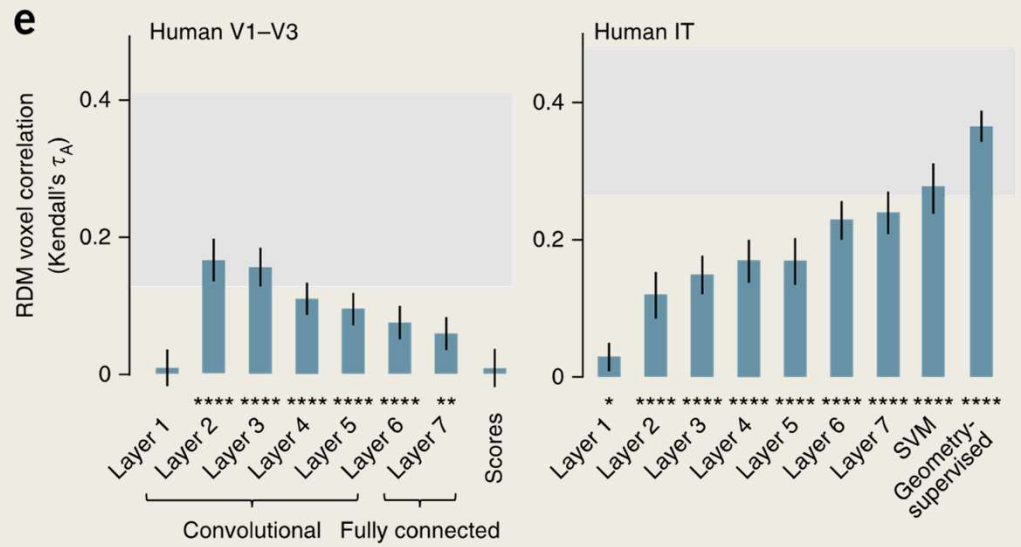 e
Human V1–V3
RDM voxel correlation
(Kendall's τA)
0.4
0.2
0
**** **** **** **** **** **
Layer 1
Layer 2
Layer 3
Layer 4
Layer 5
Layer 6
Layer 7
Scores
Convolutional
Fully connected
Human IT
0.4
0.2
0
* **** **** **** **** **** **** **** ****
Layer 1
Layer 2
Layer 3
Layer 4
Layer 5
Layer 6
Layer 7
SVM
Geometry-
supervised